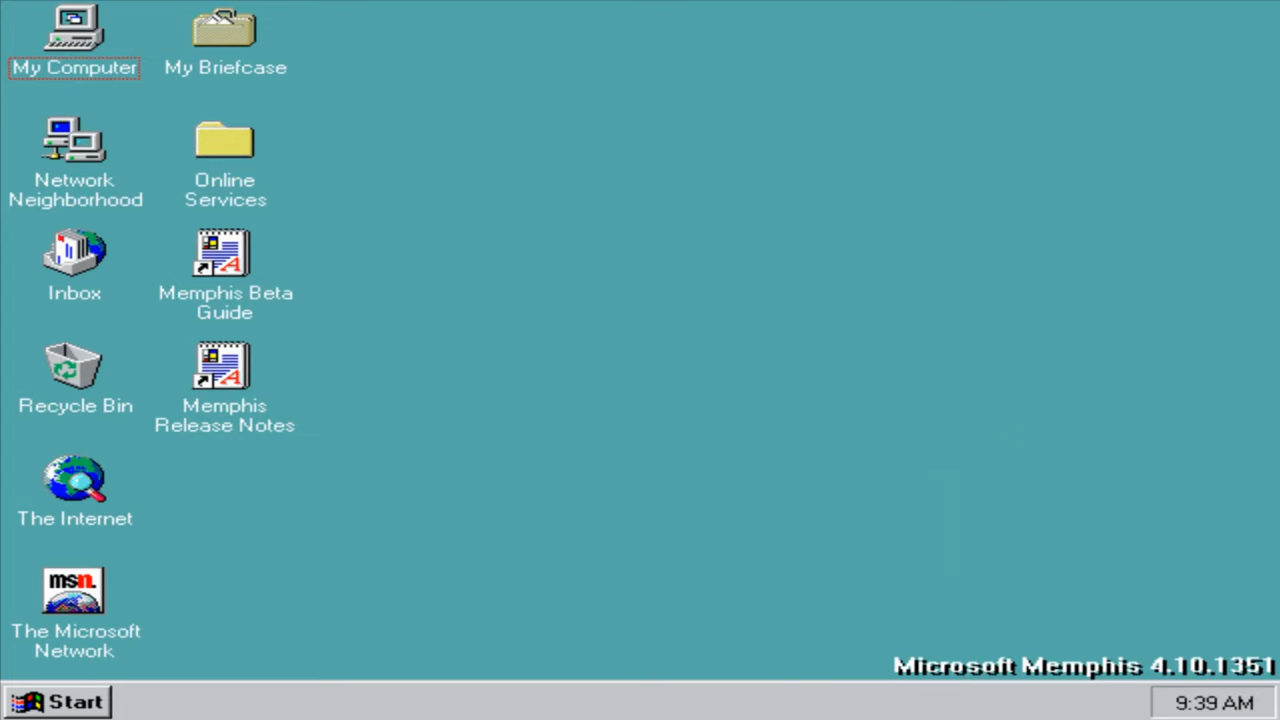 My Computer
My Briefcase
Network
Neighborhood
Online
Services
Inbox
Memphis Beta
Guide
Recycle Bin
Memphis
Release Notes
The Internet
msn.
The Microsoft
Network
Microsoft Memphis 4.10.1351
Start
9:39 AM